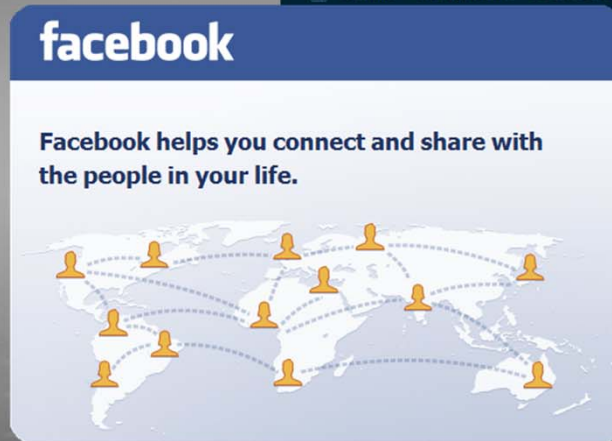 facebook
Facebook helps you connect and share with
the people in your life.